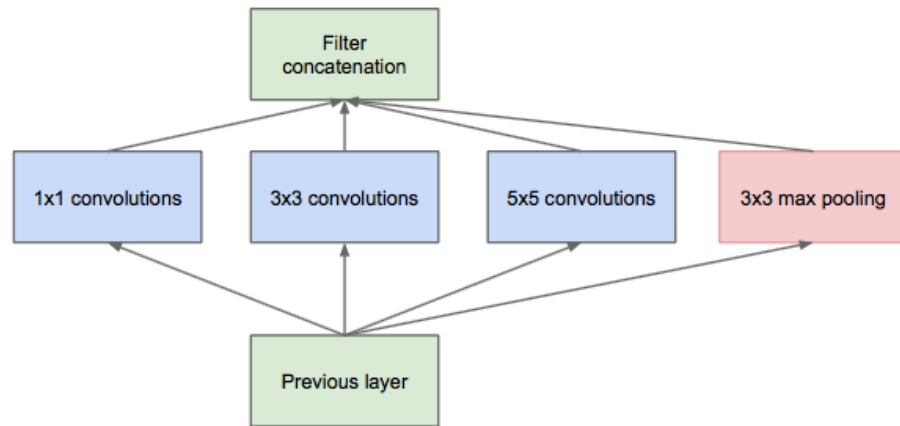 Filter
concatenation
1x1 convolutions
3x3 convolutions
5x5 convolutions
3x3 max pooling
Previous layer